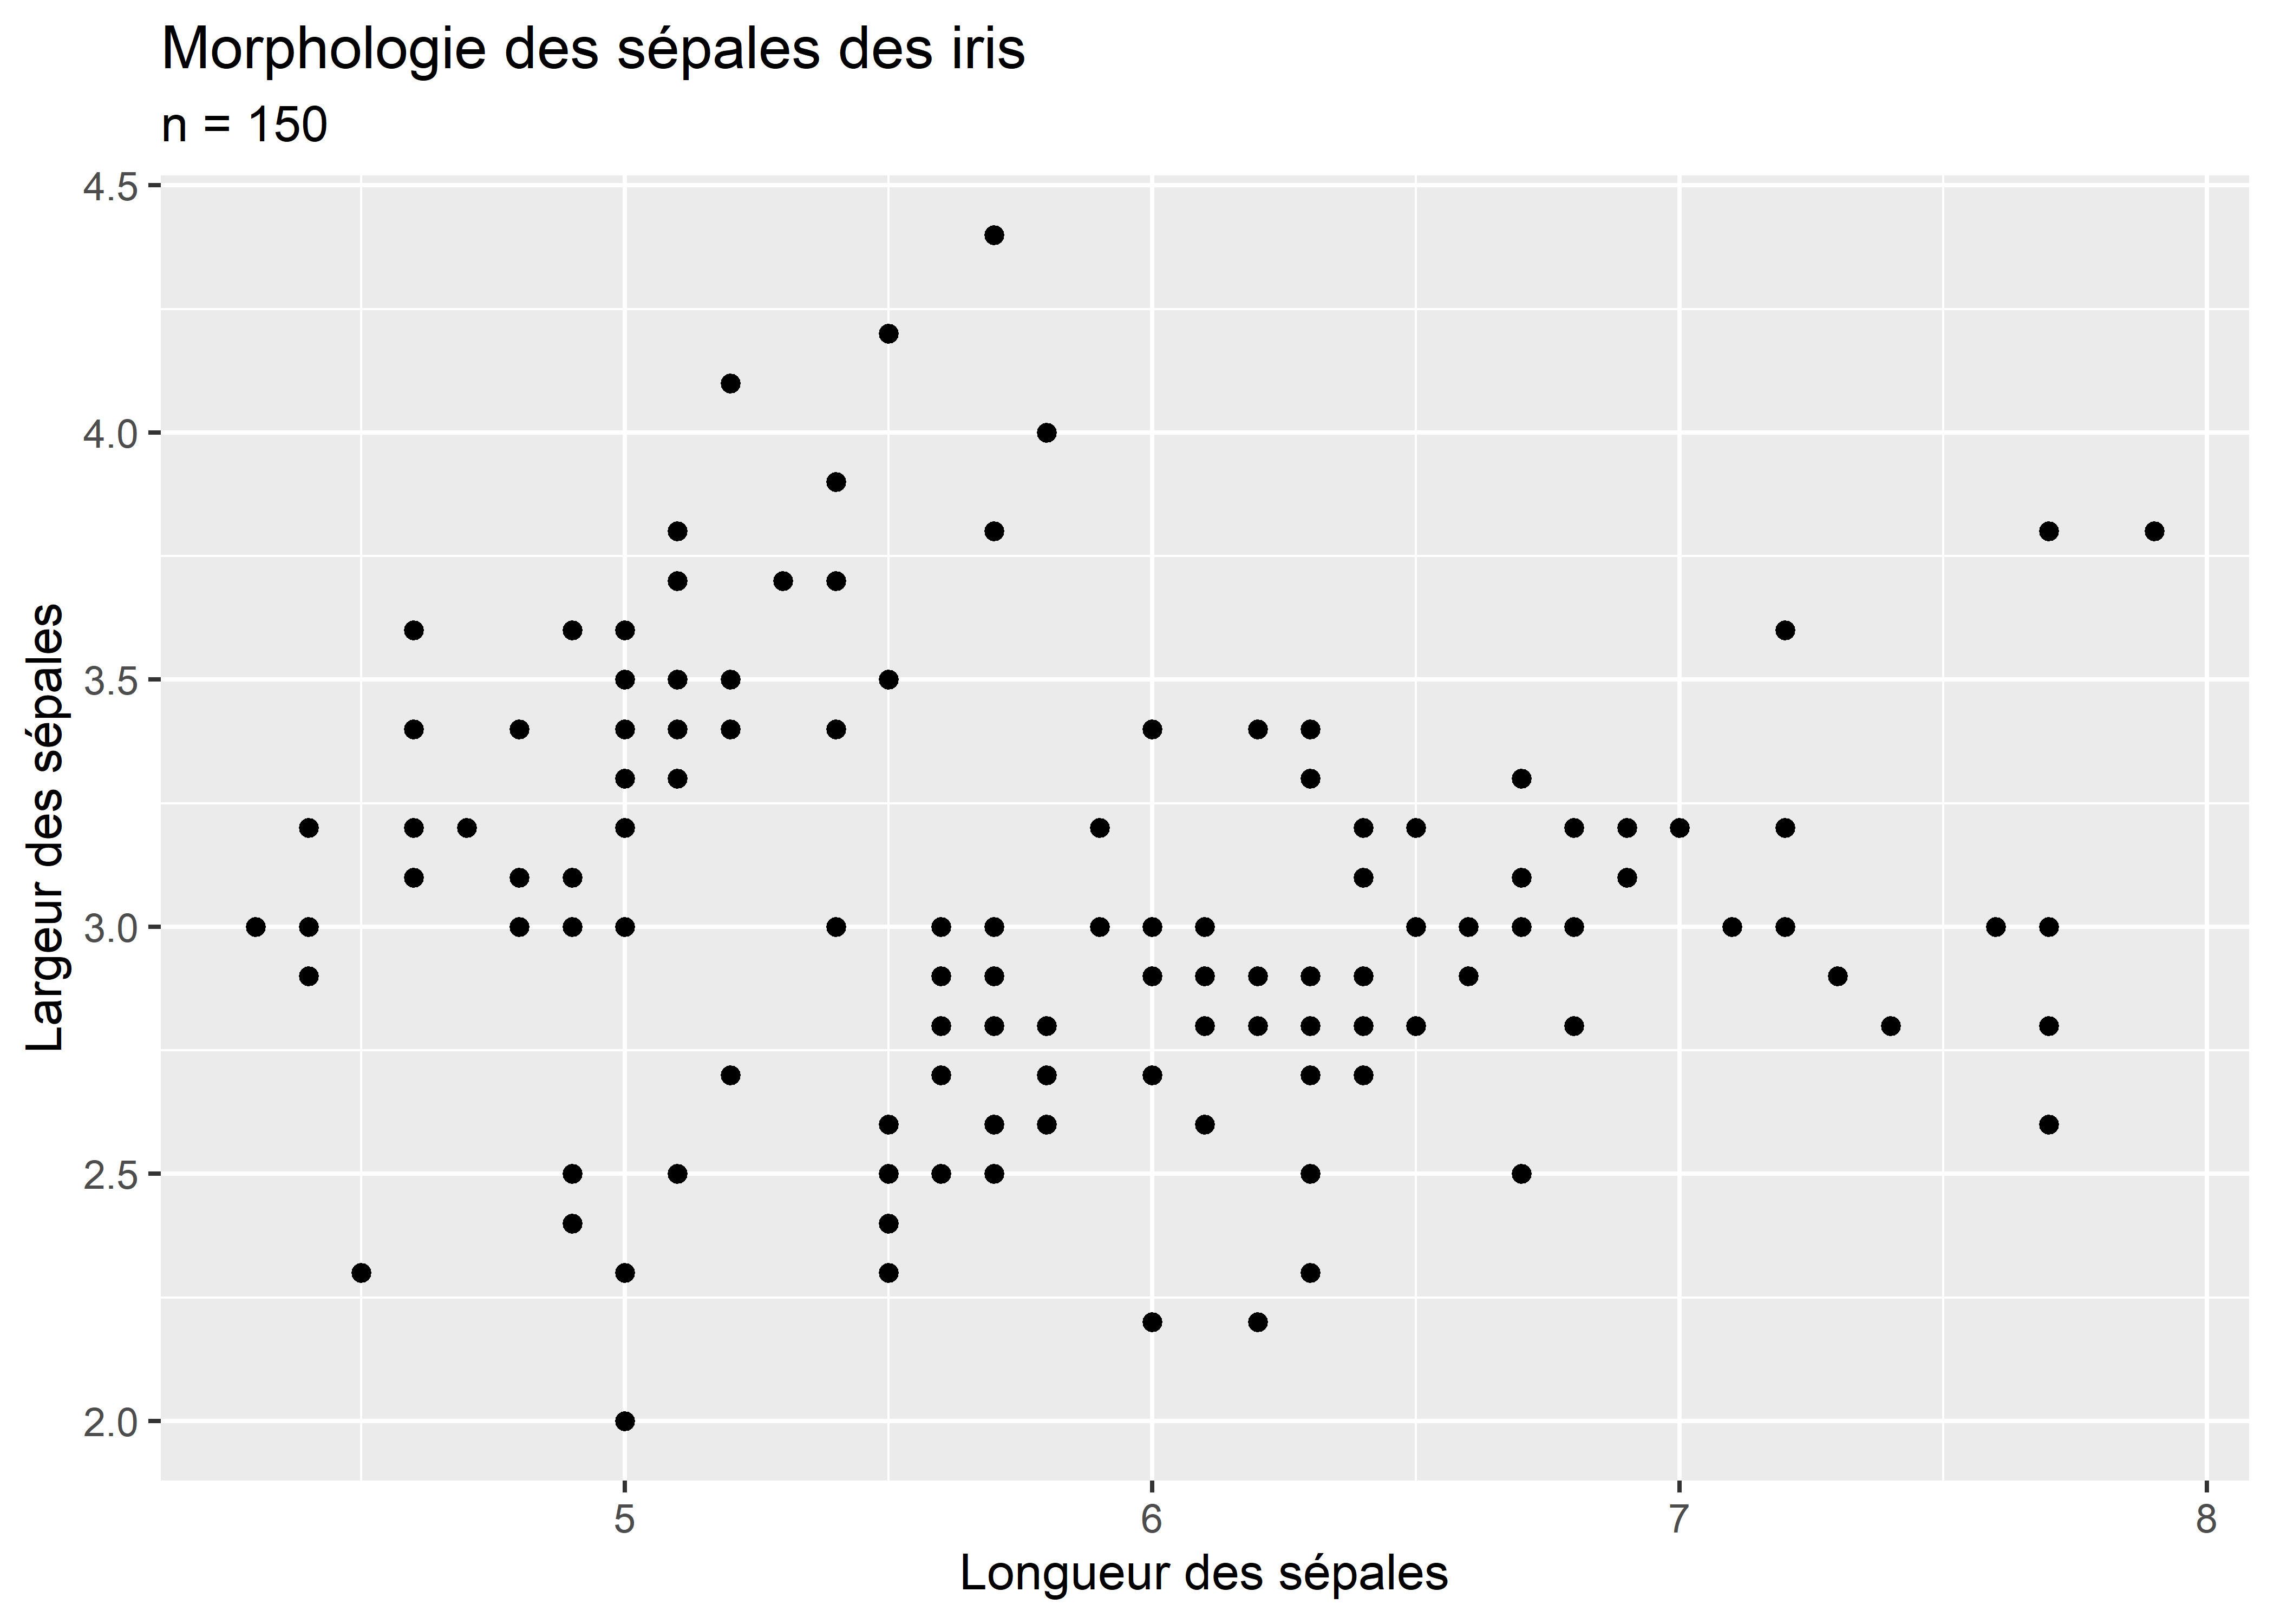 Morphologie des sépales des iris
n = 150
4.5
4.0
3.5
3.0
2.5
2.0
Largeur des sépales
5 6 7 8
Longueur des sépales